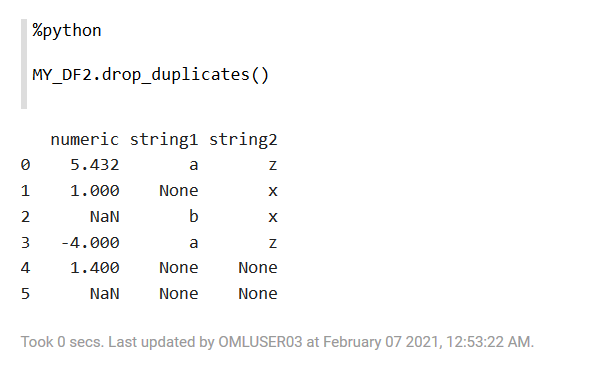 %python
MY_DF2.drop_duplicates()
numeric string1 string2
0 5.432 a z
1 1.000 None x
2 NaN b x
3 -4.000 a z
4 1.400 None None
5 NaN None None
Took 0 secs. Last updated by OMLUSER03 at February 07 2021, 12:53:22 AM.